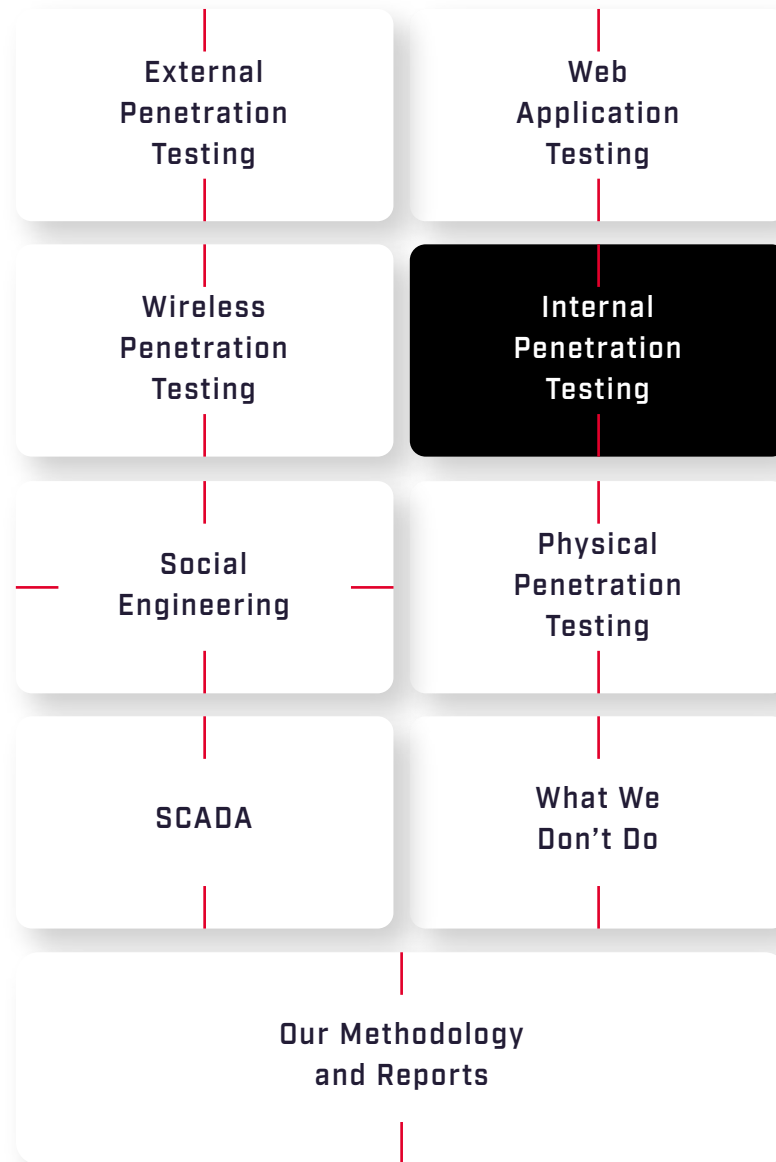 External
Penetration
Testing
Web
Application
Testing
Wireless
Penetration
Testing
Internal
Penetration
Testing
Social
Engineering
Physical
Penetration
Testing
SCADA
What We
Don’t Do
Our Methodology
and Reports